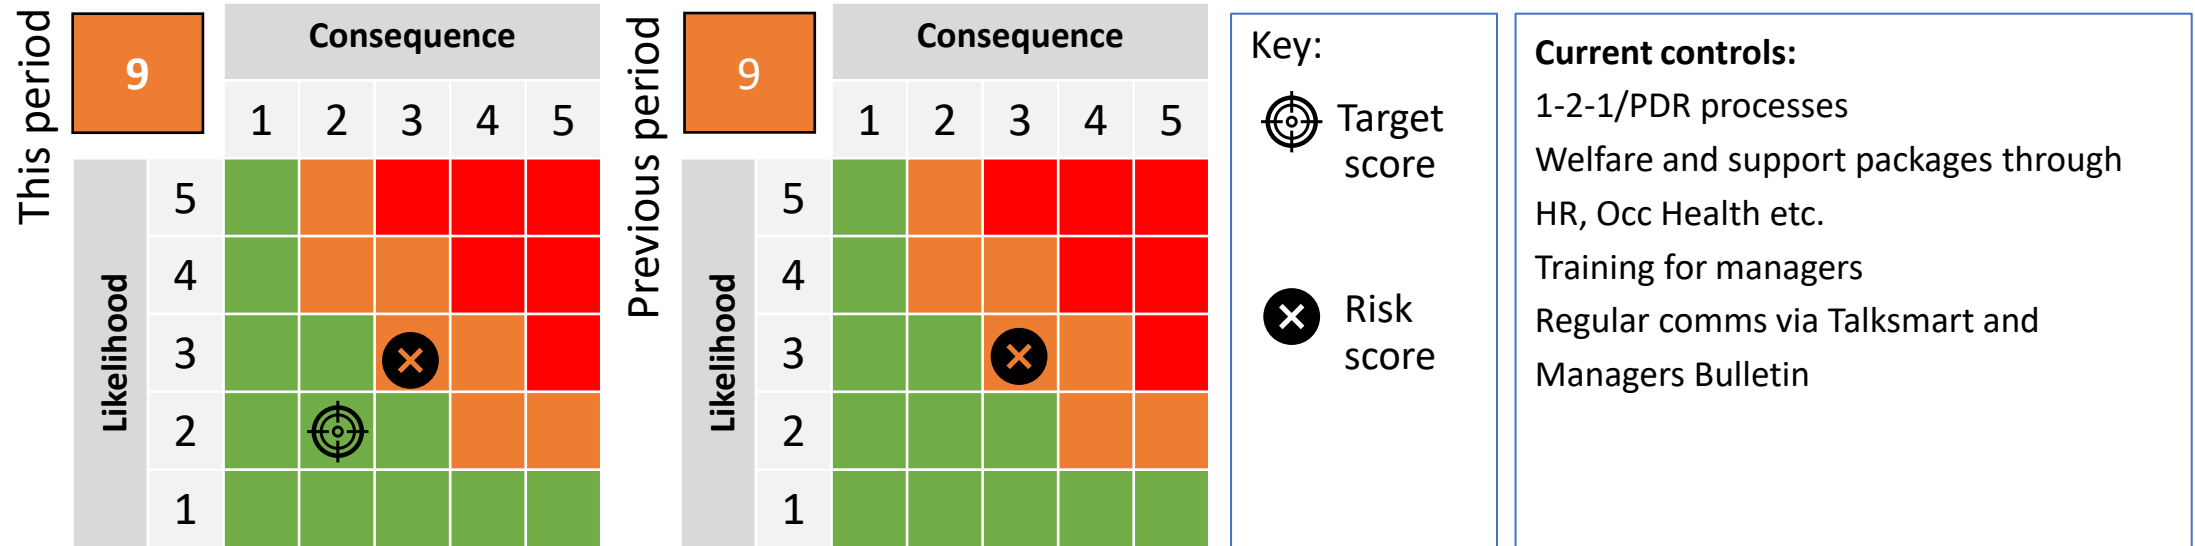 This period
9
Consequence
1 2 3 4 5
Likelihood
5
4
3
2
1
Previous period
9
Consequence
1 2 3 4 5
Likelihood
5
4
3
2
1
Key:
Target
score
Risk
score
Current controls:
1-2-1/PDR processes
Welfare and support packages through
HR, Occ Health etc.
Training for managers
Regular comms via Talksmart and
Managers Bulletin